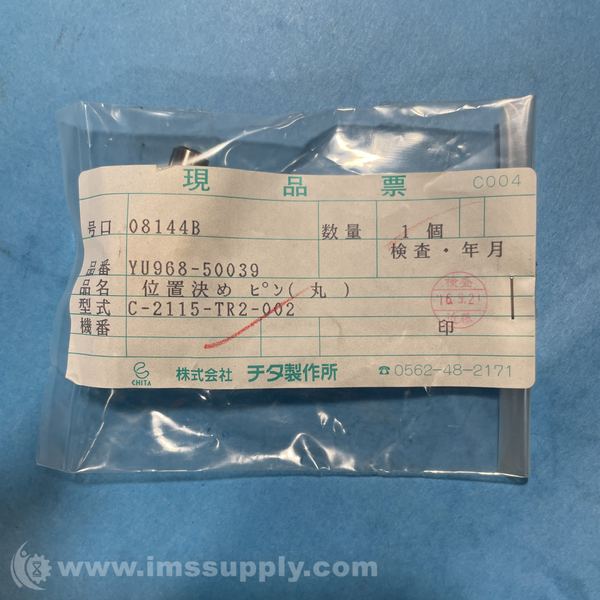 現品票 C004
号口 08144B 数量 1個
検査・年月
品番 YU968-50039
品名 位置決め ピン( 丸 )
型式 C-2115-TR2-002
機番 印
検査
CHITA 株式会社 チタ製作所 ☎0562-48-2171
www.imssupply.com